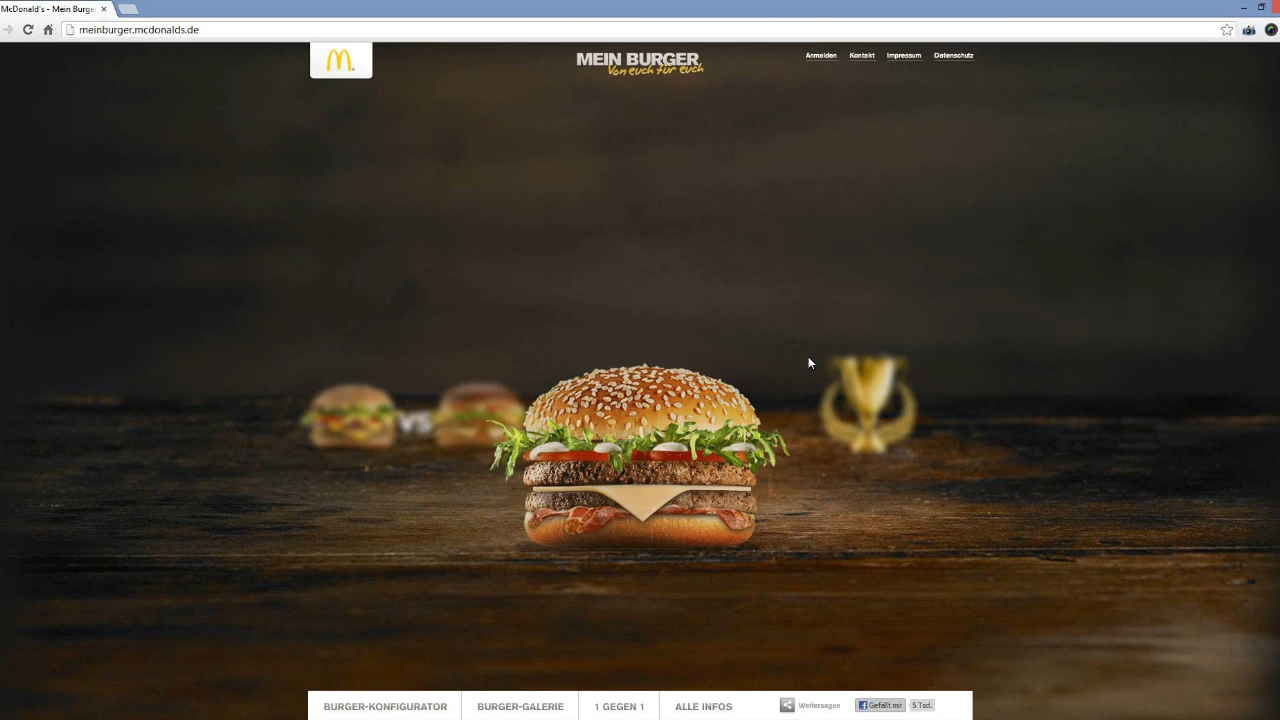 McDonald's - Mein Burge
meinburger.mcdonalds.de
MEIN BURGER
Von euch für euch
Anmelden Kontakt Impressum Datenschutz
VS
BURGER-KONFIGURATOR BURGER-GALERIE 1 GEGEN 1 ALLE INFOS Weitersagen Gefällt mir 5 Tsd.